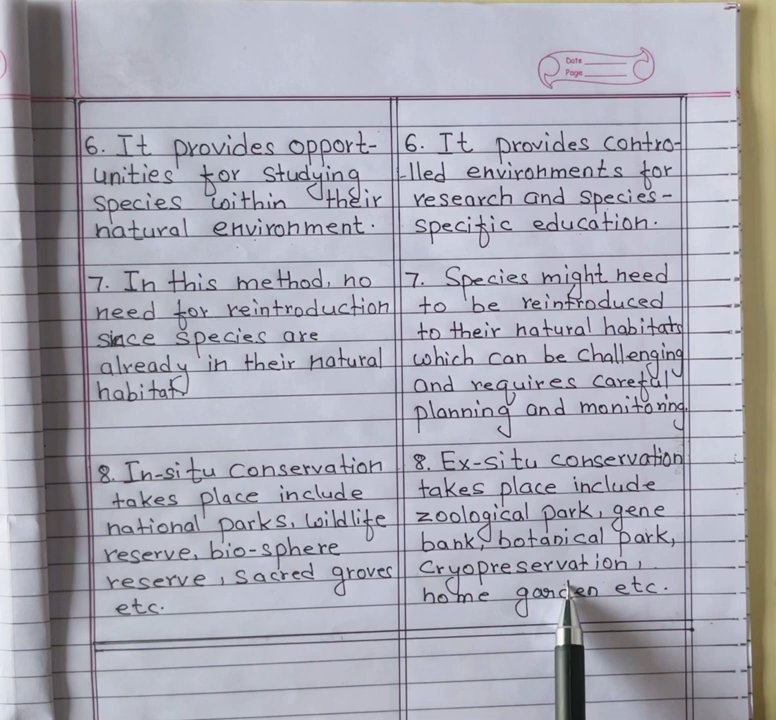 Date
Page
6. It provides opport-
unities for studying
species within their
natural environment.
7. In this method, no
need for reintroduction
since species are
already in their natural
habitat
8. In-situ conservation
takes place include
national parks, wildlife
reserve, bio-sphere
reserve, sacred groves
etc.
6. It provides contro-
-lled environments for
research and species-
specific education.
7. Species might need
to be reintroduced
to their natural habitats
which can be challenging
and requires careful
planning and monitoring.
8. Ex-situ conservation
takes place include
zoological park, gene
bank, botanical park,
cryopreservation,
home garden etc.